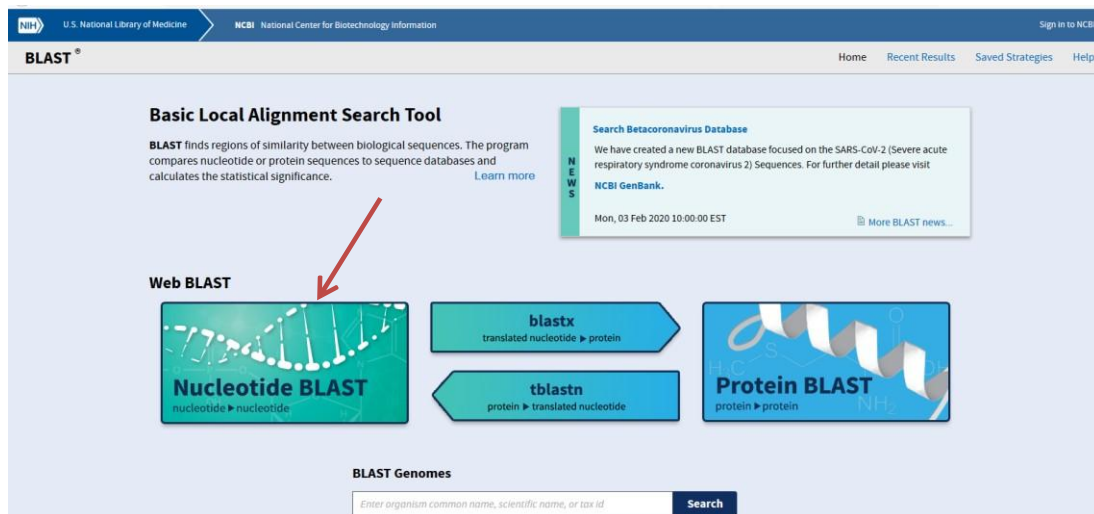 NIH U.S. National Library of Medicine NCBI National Center for Biotechnology Information Sign in to NCBI
BLAST ® Home Recent Results Saved Strategies Help
Basic Local Alignment Search Tool
BLAST finds regions of similarity between biological sequences. The program
compares nucleotide or protein sequences to sequence databases and
calculates the statistical significance. Learn more
NEWS
Search Betacoronavirus Database
We have created a new BLAST database focused on the SARS-CoV-2 (Severe acute
respiratory syndrome coronavirus 2) Sequences. For further detail please visit
NCBI GenBank.
Mon, 03 Feb 2020 10:00:00 EST More BLAST news...
Web BLAST
Nucleotide BLAST
nucleotide ▶ nucleotide
blastx
translated nucleotide ▶ protein
tblastn
protein ▶ translated nucleotide
Protein BLAST
protein ▶ protein
H₃C S O OH NH₂
BLAST Genomes
Enter organism common name, scientific name, or tax id Search